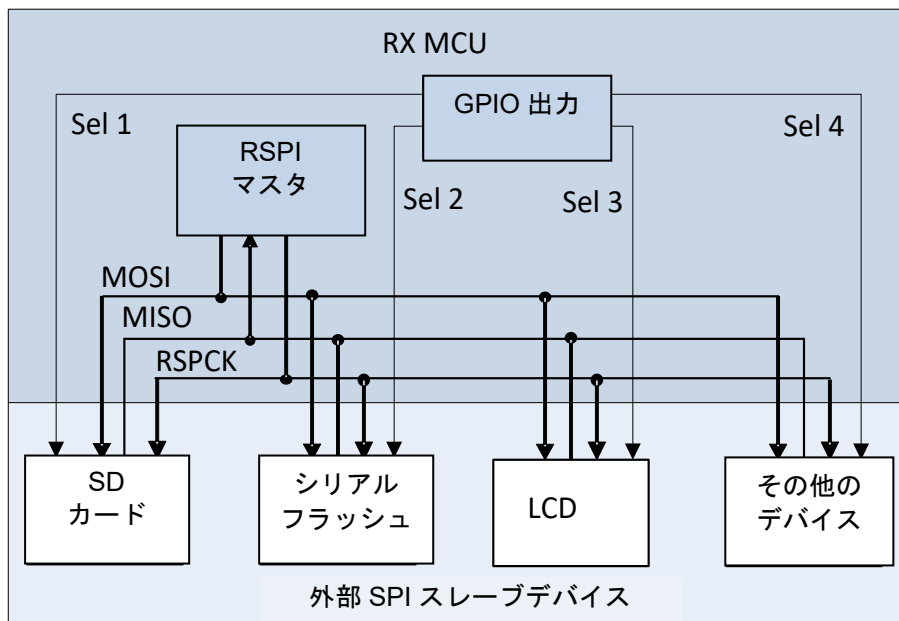 RX MCU
GPIO 出力
Sel 1
Sel 4
RSPI
マスタ
Sel 2
Sel 3
MOSI
MISO
RSPCK
SD
カード
シリアル
フラッシュ
LCD
その他の
デバイス
外部 SPI スレーブデバイス